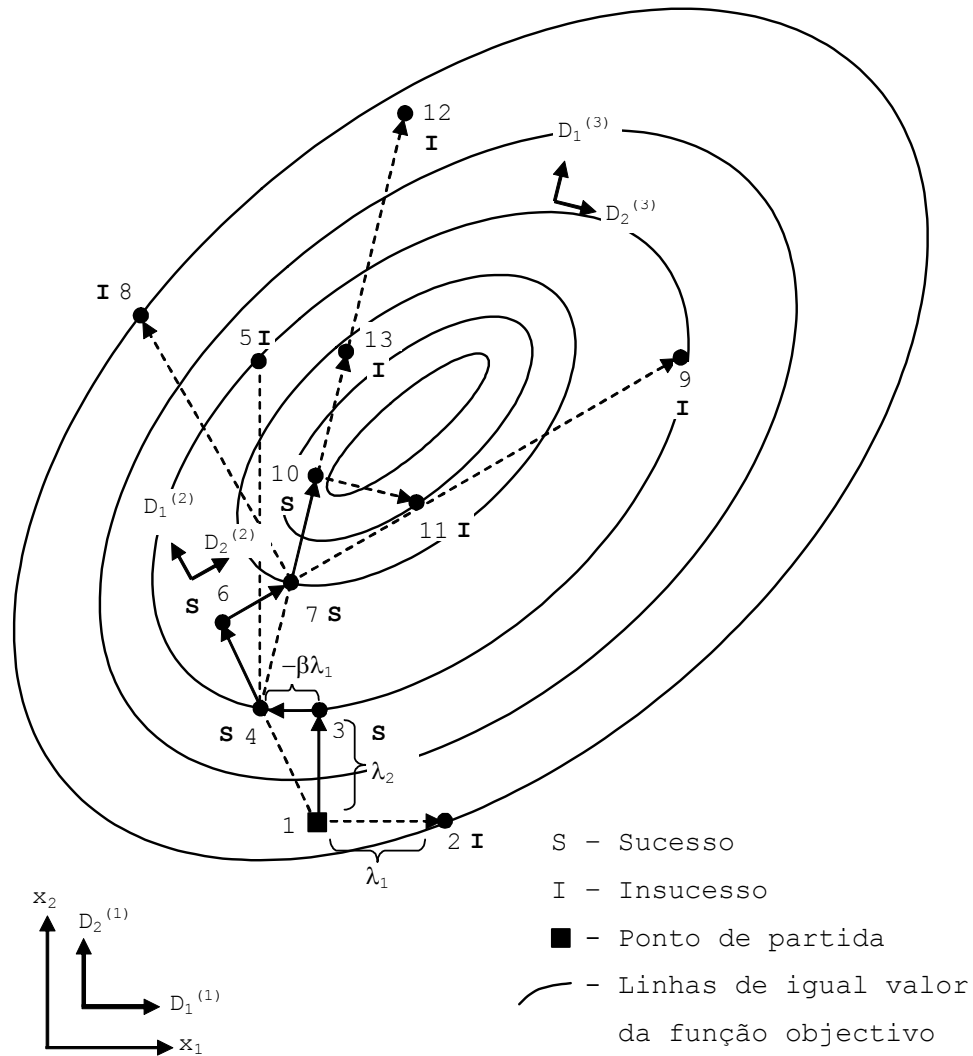 12
I
D₁⁽³⁾
D₂⁽³⁾
I 8
5 I
13
I
9
I
10
S
D₁⁽²⁾
D₂⁽²⁾
11 I
S 6
7 S
−βλ₁
S 4
3 S
λ₂
1
2 I
λ₁
S – Sucesso
I – Insucesso
- Ponto de partida
- Linhas de igual valor
da função objectivo
x₂
D₂⁽¹⁾
D₁⁽¹⁾
x₁